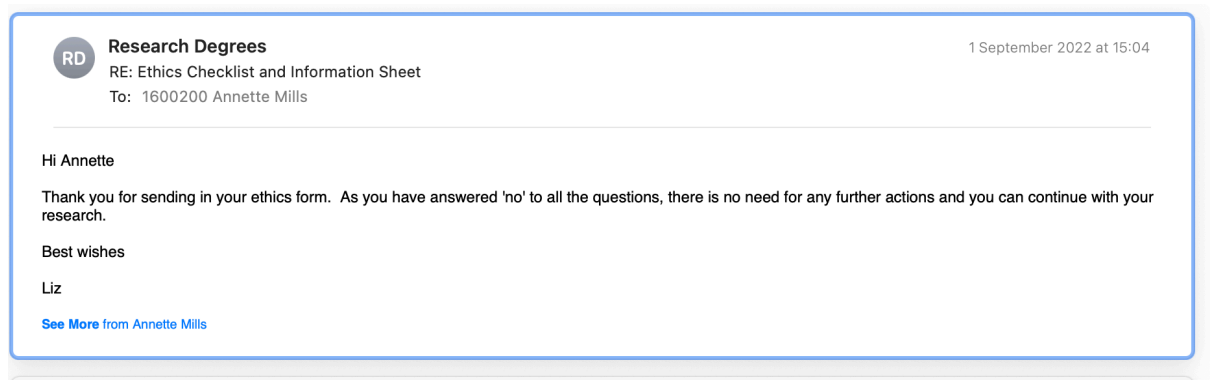 RD
Research Degrees
1 September 2022 at 15:04
RE: Ethics Checklist and Information Sheet
To: 1600200 Annette Mills
Hi Annette
Thank you for sending in your ethics form.  As you have answered 'no' to all the questions, there is no need for any further actions and you can continue with your
research.
Best wishes
Liz
See More from Annette Mills